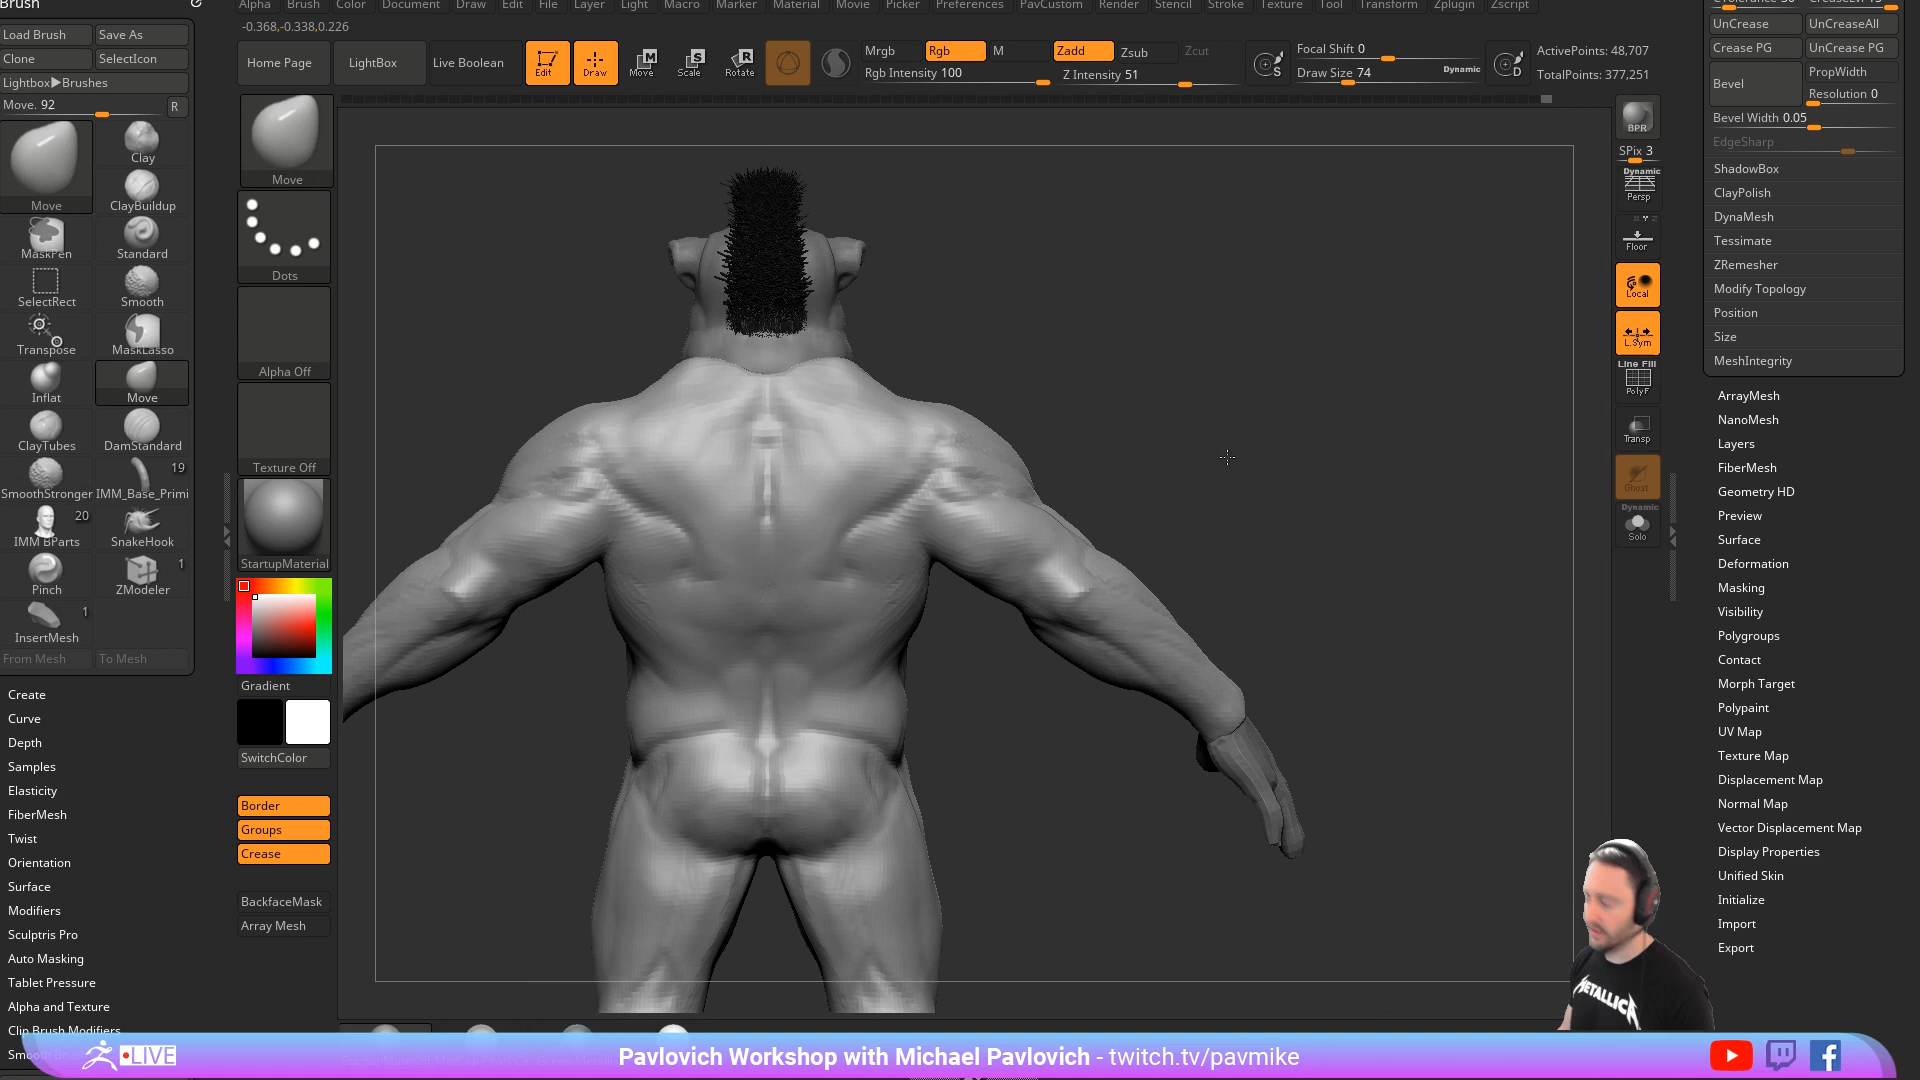 Brush
Alpha Brush Color Document Draw Edit File Layer Light Macro Marker Material Movie Picker Preferences PavCustom Render Stencil Stroke Texture Tool Transform Zplugin Zscript
-0.368,-0.338,0.226
Load Brush Save As
Clone SelectIcon
Lightbox▶Brushes
Move. 92 R
Move
Clay
ClayBuildup
MaskPen Standard
SelectRect Smooth
Transpose MaskLasso
Inflat Move
ClayTubes DamStandard
19
SmoothStronger IMM_Base_Primi
20
IMM BParts SnakeHook
1
Pinch ZModeler
1
InsertMesh
From Mesh To Mesh
Create
Curve
Depth
Samples
Elasticity
FiberMesh
Twist
Orientation
Surface
Modifiers
Sculptris Pro
Auto Masking
Tablet Pressure
Alpha and Texture
Clip Brush Modifiers
Home Page LightBox Live Boolean
Edit Draw Move Scale Rotate
Mrgb Rgb M
Rgb Intensity 100
Zadd Zsub Zcut
Z Intensity 51
S
Focal Shift 0
Draw Size 74 Dynamic
D
ActivePoints: 48,707
TotalPoints: 377,251
Move
Dots
Alpha Off
Texture Off
StartupMaterial
Gradient
SwitchColor
Border
Groups
Crease
BackfaceMask
Array Mesh
BPR
SPix 3
Dynamic
Persp
Floor
Local
L.Sym
Line Fill
PolyF
Transp
Ghost
Dynamic
Solo
UnCrease UnCreaseAll
Crease PG UnCrease PG
Bevel PropWidth
Resolution 0
Bevel Width 0.05
EdgeSharp
ShadowBox
ClayPolish
DynaMesh
Tessimate
ZRemesher
Modify Topology
Position
Size
MeshIntegrity
ArrayMesh
NanoMesh
Layers
FiberMesh
Geometry HD
Preview
Surface
Deformation
Masking
Visibility
Polygroups
Contact
Morph Target
Polypaint
UV Map
Texture Map
Displacement Map
Normal Map
Vector Displacement Map
Display Properties
Unified Skin
Initialize
Import
Export
METALLICA
LIVE
Pavlovich Workshop with Michael Pavlovich - twitch.tv/pavmike